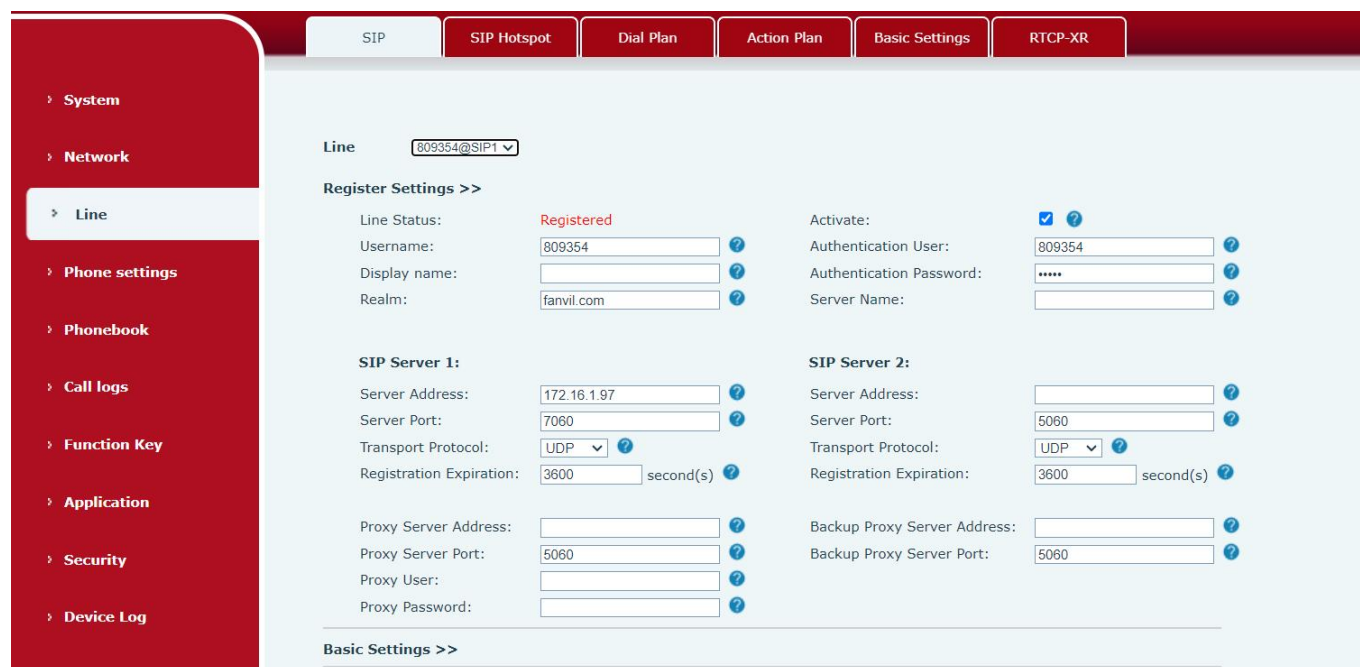 SIP SIP Hotspot Dial Plan Action Plan Basic Settings RTCP-XR
System
Network
Line
Phone settings
Phonebook
Call logs
Function Key
Application
Security
Device Log
Line 809354@SIP1
Register Settings >>
Line Status: Registered Activate:
Username: 809354 Authentication User: 809354
Display name: Authentication Password: •••••
Realm: fanvil.com Server Name:
SIP Server 1: SIP Server 2:
Server Address: 172.16.1.97 Server Address:
Server Port: 7060 Server Port: 5060
Transport Protocol: UDP Transport Protocol: UDP
Registration Expiration: 3600 second(s) Registration Expiration: 3600 second(s)
Proxy Server Address: Backup Proxy Server Address:
Proxy Server Port: 5060 Backup Proxy Server Port: 5060
Proxy User:
Proxy Password:
Basic Settings >>